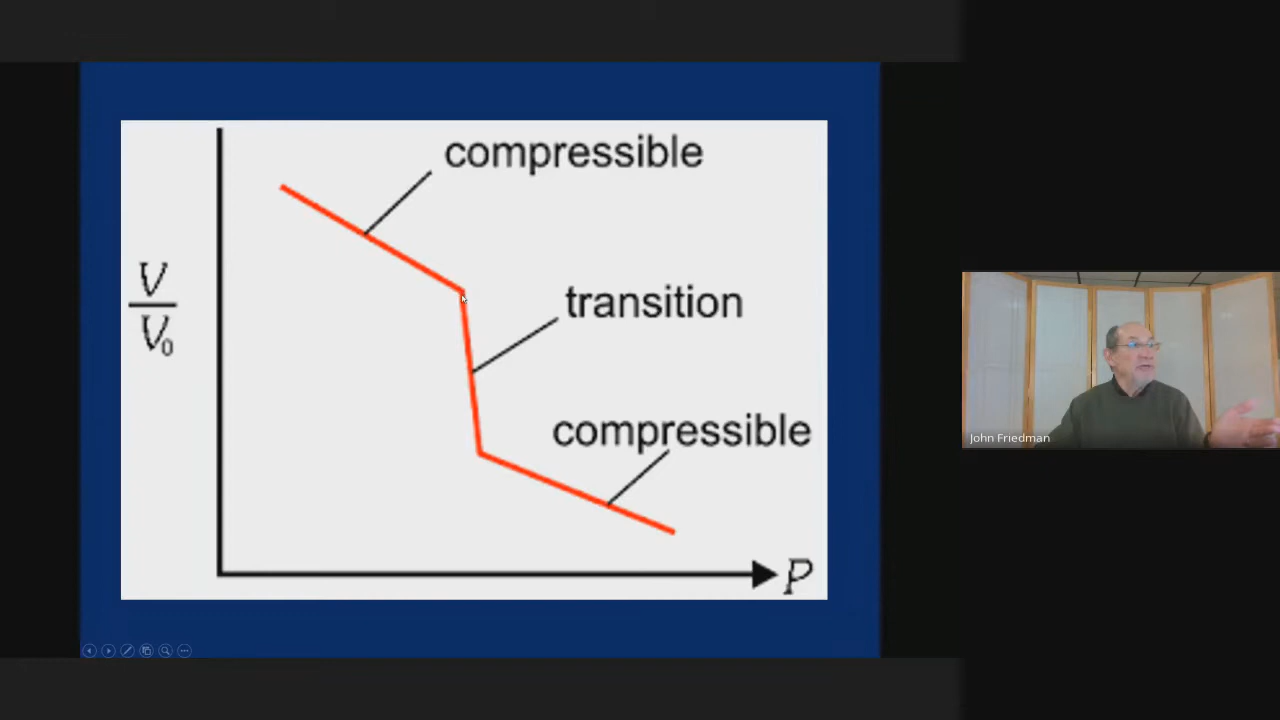 compressible
transition
V
V₀
compressible
P
John Friedman